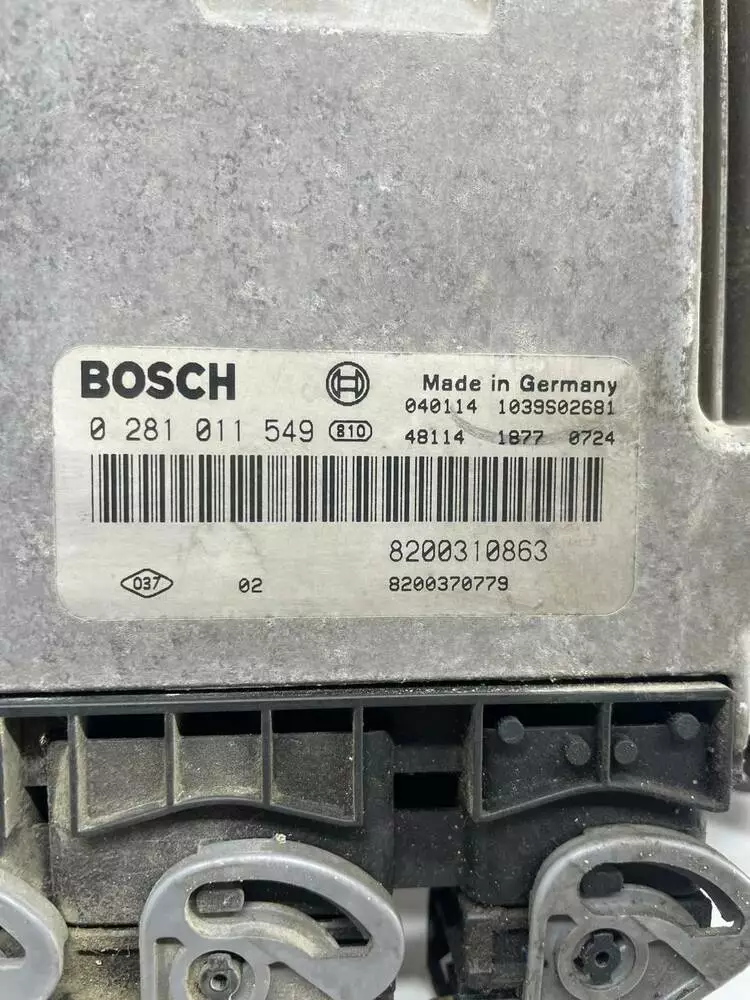 BOSCH
Made in Germany
040114 1039S02681
0 281 011 549 810
48114 1877 0724
8200310863
037 02 8200370779